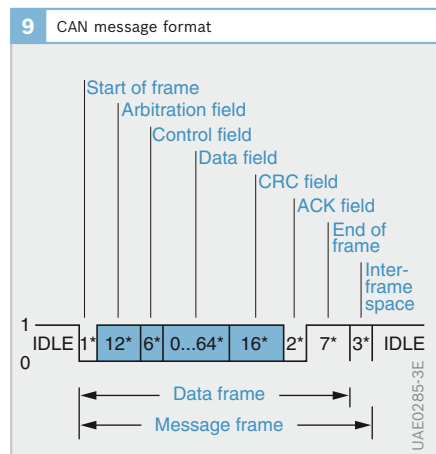 9 CAN message format
Start of frame
Arbitration field
Control field
Data field
CRC field
ACK field
End of
frame
Inter-
frame
space
1
IDLE 1* 12* 6* 0...64* 16* 2* 7* 3* IDLE
0
Data frame
Message frame
UAE0285-3E